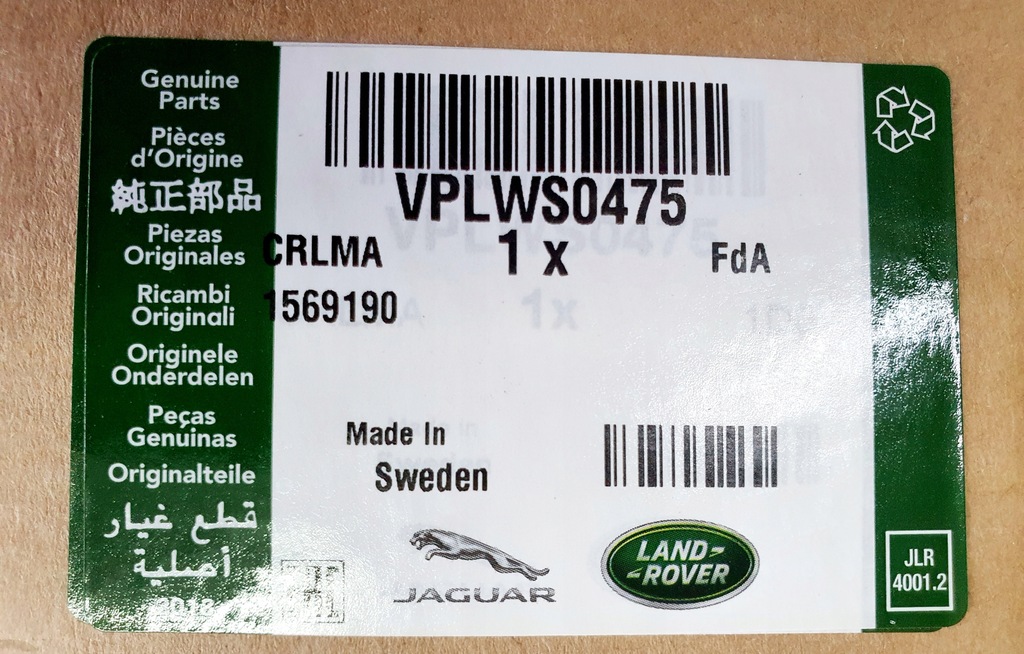 Genuine
Parts
Pièces
d'Origine
純正部品
Piezas
Originales
Ricambi
Originali
Originele
Onderdelen
Peças
Genuinas
Originalteile
قطع غيار
أصلية
2018
VPLWS0475
CRLMA 1 x FdA
1569190
Made In
Sweden
JAGUAR
LAND-
-ROVER
JLR
4001.2